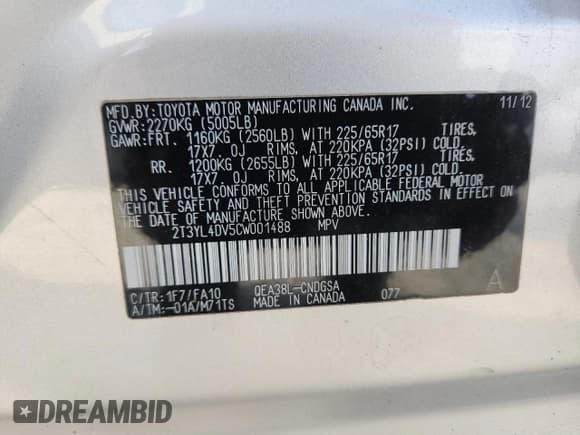 MFD. BY: TOYOTA MOTOR MANUFACTURING CANADA INC. 11/12
GVWR: 2270KG (5005LB)
GAWR: FRT. 1160KG (2560LB) WITH 225/65R17 TIRES,
17X7. 0J RIMS, AT 220KPA (32PSI) COLD.
RR. 1200KG (2655LB) WITH 225/65R17 TIRES,
17X7. 0J RIMS, AT 220KPA (32PSI) COLD.
THIS VEHICLE CONFORMS TO ALL APPLICABLE FEDERAL MOTOR
VEHICLE SAFETY AND THEFT PREVENTION STANDARDS IN EFFECT ON
THE DATE OF MANUFACTURE SHOWN ABOVE.
2T3YL4DV5CW001488 MPV
C/TR: 1F7/FA10 QEA38L-CNDGSA
A/TM: -01A/M71TS MADE IN CANADA 077 A
DREAMBID